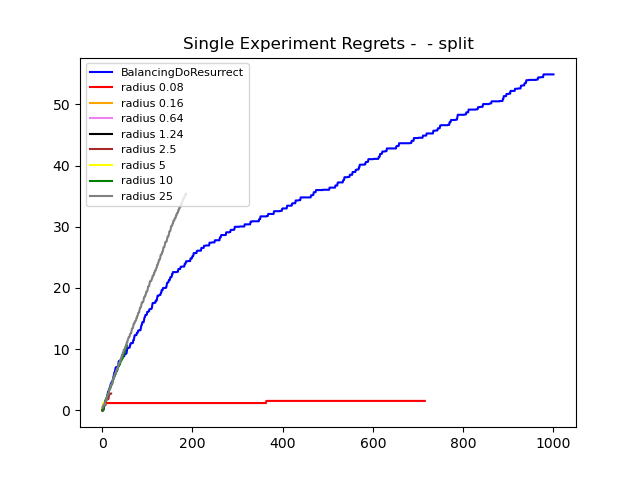 Single Experiment Regrets -  - split
BalancingDoResurrect
radius 0.08
radius 0.16
radius 0.64
radius 1.24
radius 2.5
radius 5
radius 10
radius 25
50
40
30
20
10
0
0 200 400 600 800 1000